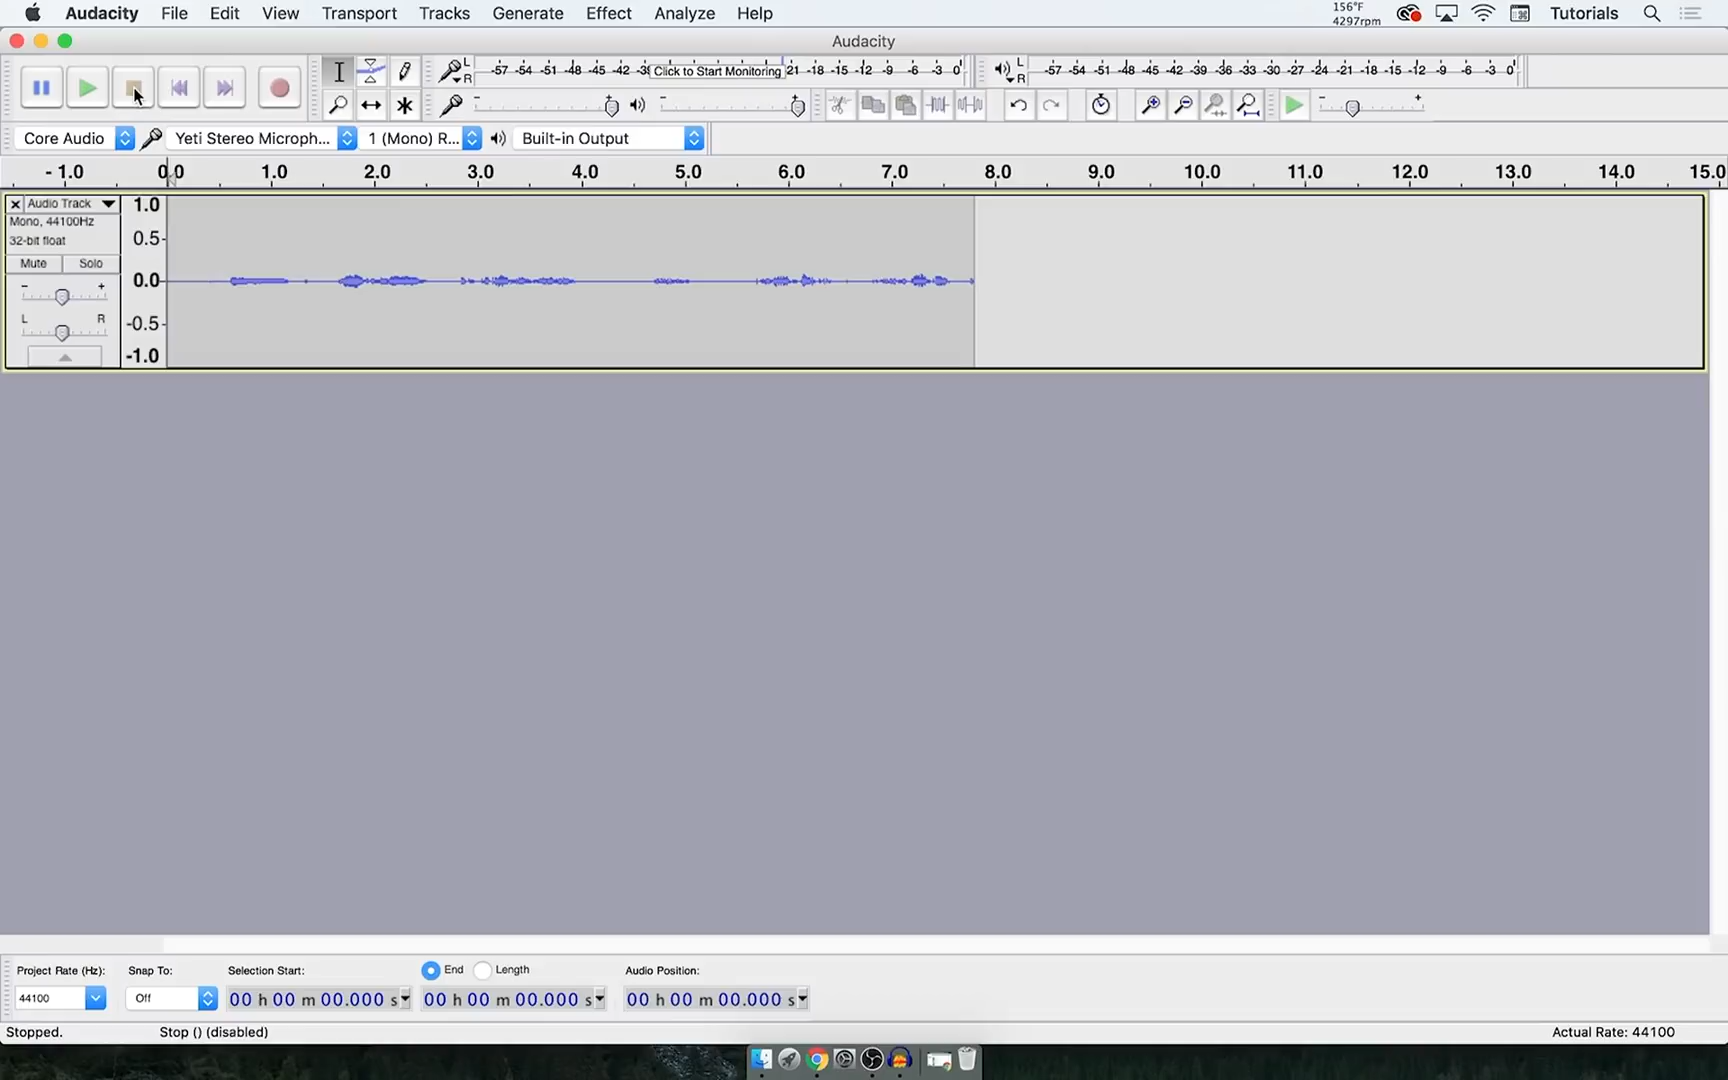 Audacity File Edit View Transport Tracks Generate Effect Analyze Help 156°F 4297rpm Tutorials
Audacity
L R -57 -54 -51 -48 -45 -42 -39 Click to Start Monitoring 21 -18 -15 -12 -9 -6 -3 0 L R -57 -54 -51 -48 -45 -42 -39 -36 -33 -30 -27 -24 -21 -18 -15 -12 -9 -6 -3 0
- + - + - +
Core Audio Yeti Stereo Microph... 1 (Mono) R... Built-in Output
- 1.0 0.0 1.0 2.0 3.0 4.0 5.0 6.0 7.0 8.0 9.0 10.0 11.0 12.0 13.0 14.0 15.0
Audio Track 1.0
Mono, 44100Hz
32-bit float 0.5
Mute Solo
0.0
- +
L R -0.5
-1.0
Project Rate (Hz): Snap To: Selection Start: End Length Audio Position:
44100 Off 00 h 00 m 00.000 s 00 h 00 m 00.000 s 00 h 00 m 00.000 s
Stopped. Stop () (disabled) Actual Rate: 44100